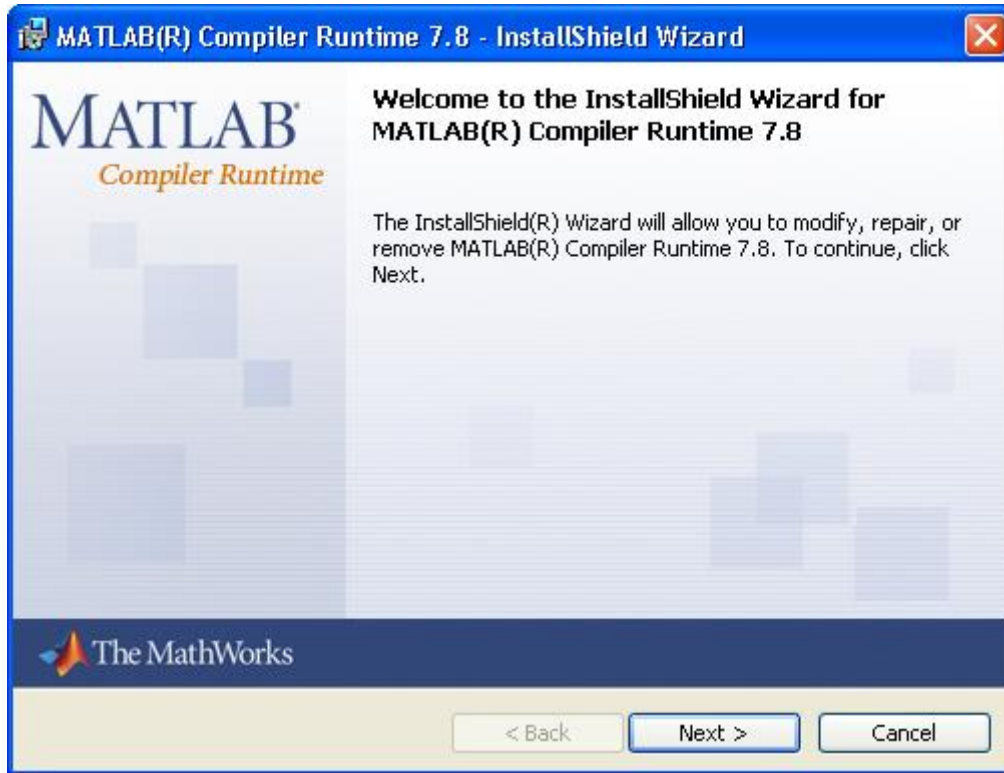 MATLAB(R) Compiler Runtime 7.8 - InstallShield Wizard
MATLAB®
Compiler Runtime
Welcome to the InstallShield Wizard for
MATLAB(R) Compiler Runtime 7.8
The InstallShield(R) Wizard will allow you to modify, repair, or
remove MATLAB(R) Compiler Runtime 7.8. To continue, click
Next.
The MathWorks
< Back
Next >
Cancel